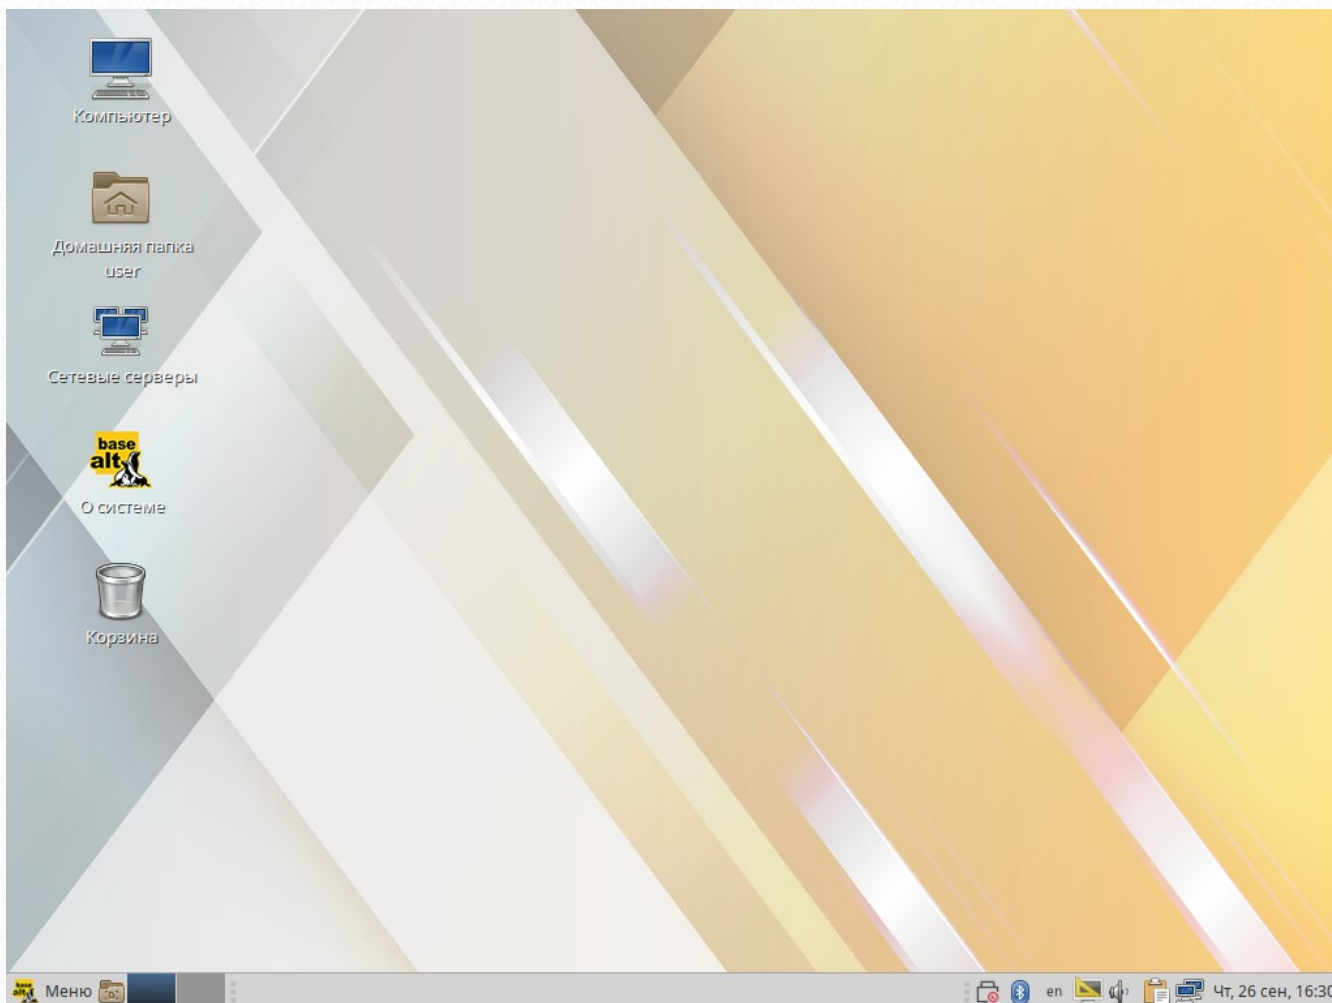 Компьютер
Домашняя папка
user
Сетевые серверы
base
alt
О системе
Корзина
Меню
en
Чт, 26 сен, 16:30